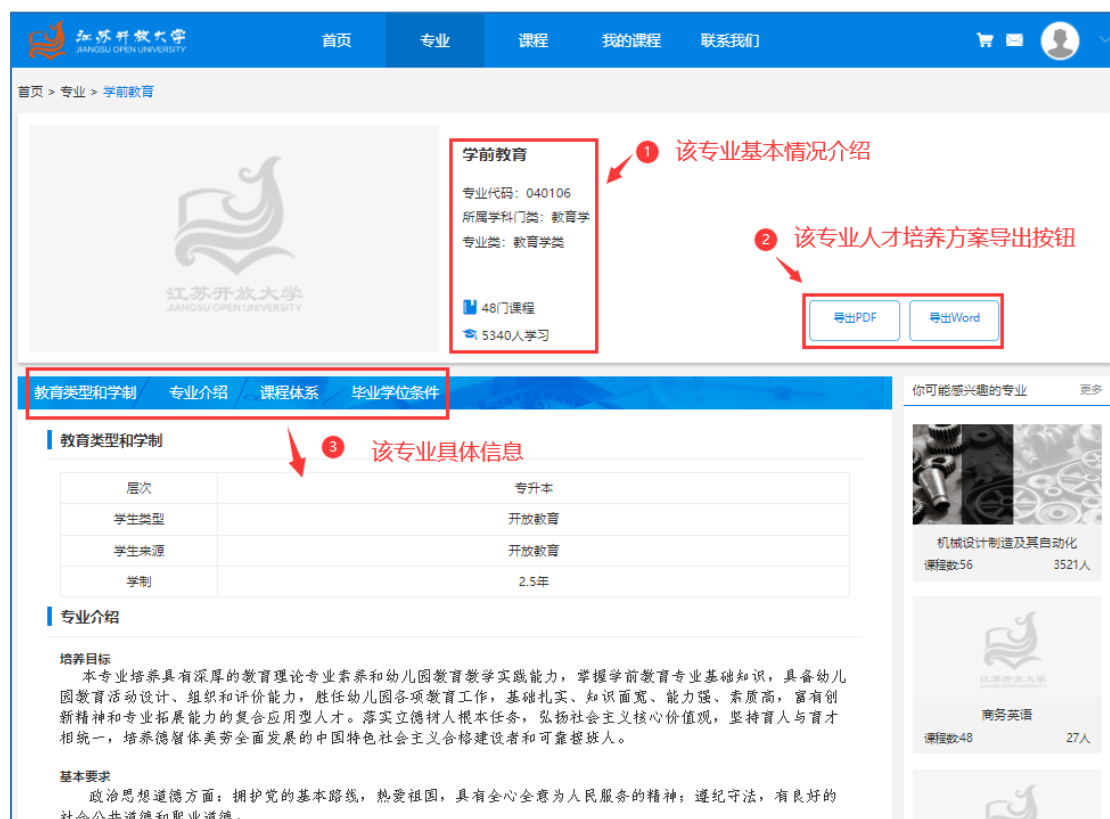 江苏开放大学
JIANGSU OPEN UNIVERSITY
首页 专业 课程 我的课程 联系我们
首页 > 专业 > 学前教育
江苏开放大学
JIANGSU OPEN UNIVERSITY
学前教育
专业代码：040106
所属学科门类：教育学
专业类：教育学类
48门课程
5340人学习
1 该专业基本情况介绍
2 该专业人才培养方案导出按钮
导出PDF 导出Word
教育类型和学制 专业介绍 课程体系 毕业学位条件
3 该专业具体信息
教育类型和学制
层次 专升本
学生类型 开放教育
学生来源 开放教育
学制 2.5年
专业介绍
培养目标
本专业培养具有深厚的教育理论专业素养和幼儿园教育教学实践能力，掌握学前教育专业基础知识，具备幼儿
园教育活动设计、组织和评价能力，胜任幼儿园各项教育工作，基础扎实、知识面宽、能力强、素质高，富有创
新精神和专业拓展能力的复合应用型人才。落实立德树人根本任务，弘扬社会主义核心价值观，坚持育人与育才
相统一，培养德智体美劳全面发展的中国特色社会主义合格建设者和可靠接班人。
基本要求
政治思想道德方面：拥护党的基本路线，热爱祖国，具有全心全意为人民服务的精神；遵纪守法，有良好的
社会公共道德和职业道德。
你可能感兴趣的专业 更多
机械设计制造及其自动化
课程数:56 3521人
江苏开放大学
商务英语
课程数:48 27人